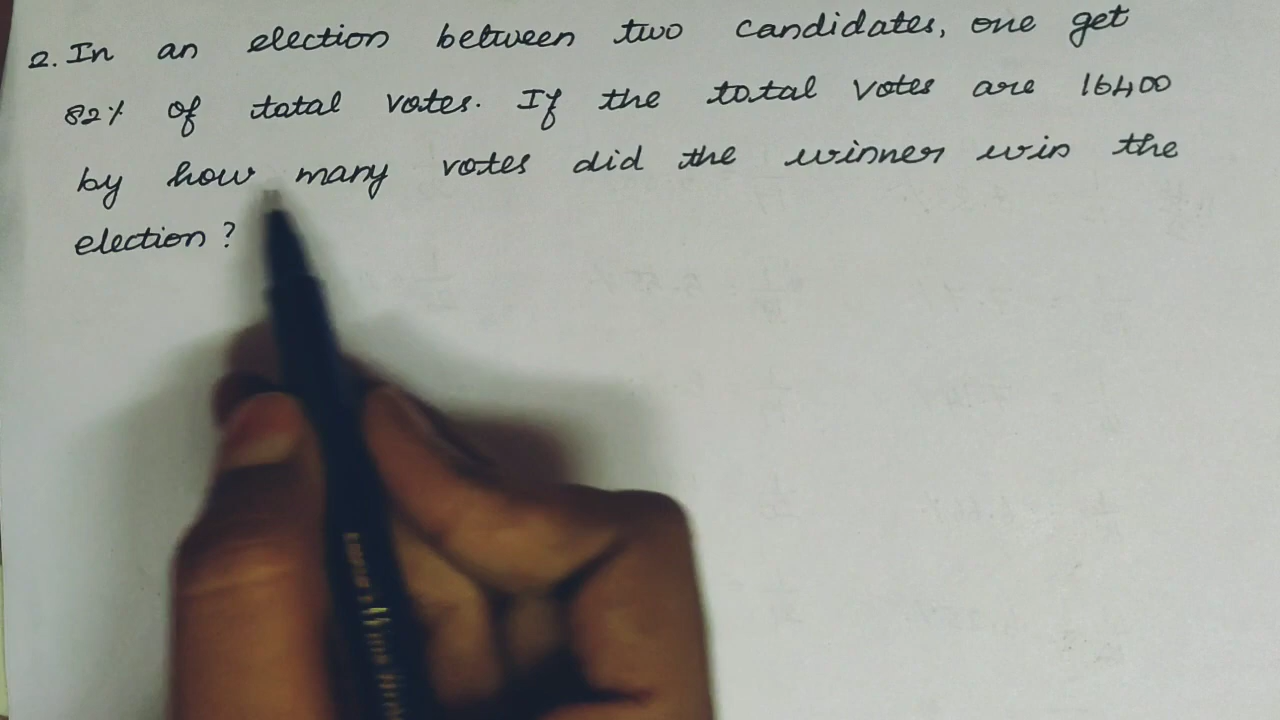 2. In an election between two candidates, one get
82% of total votes. If the total votes are 16400
by how many votes did the winner win the
election?